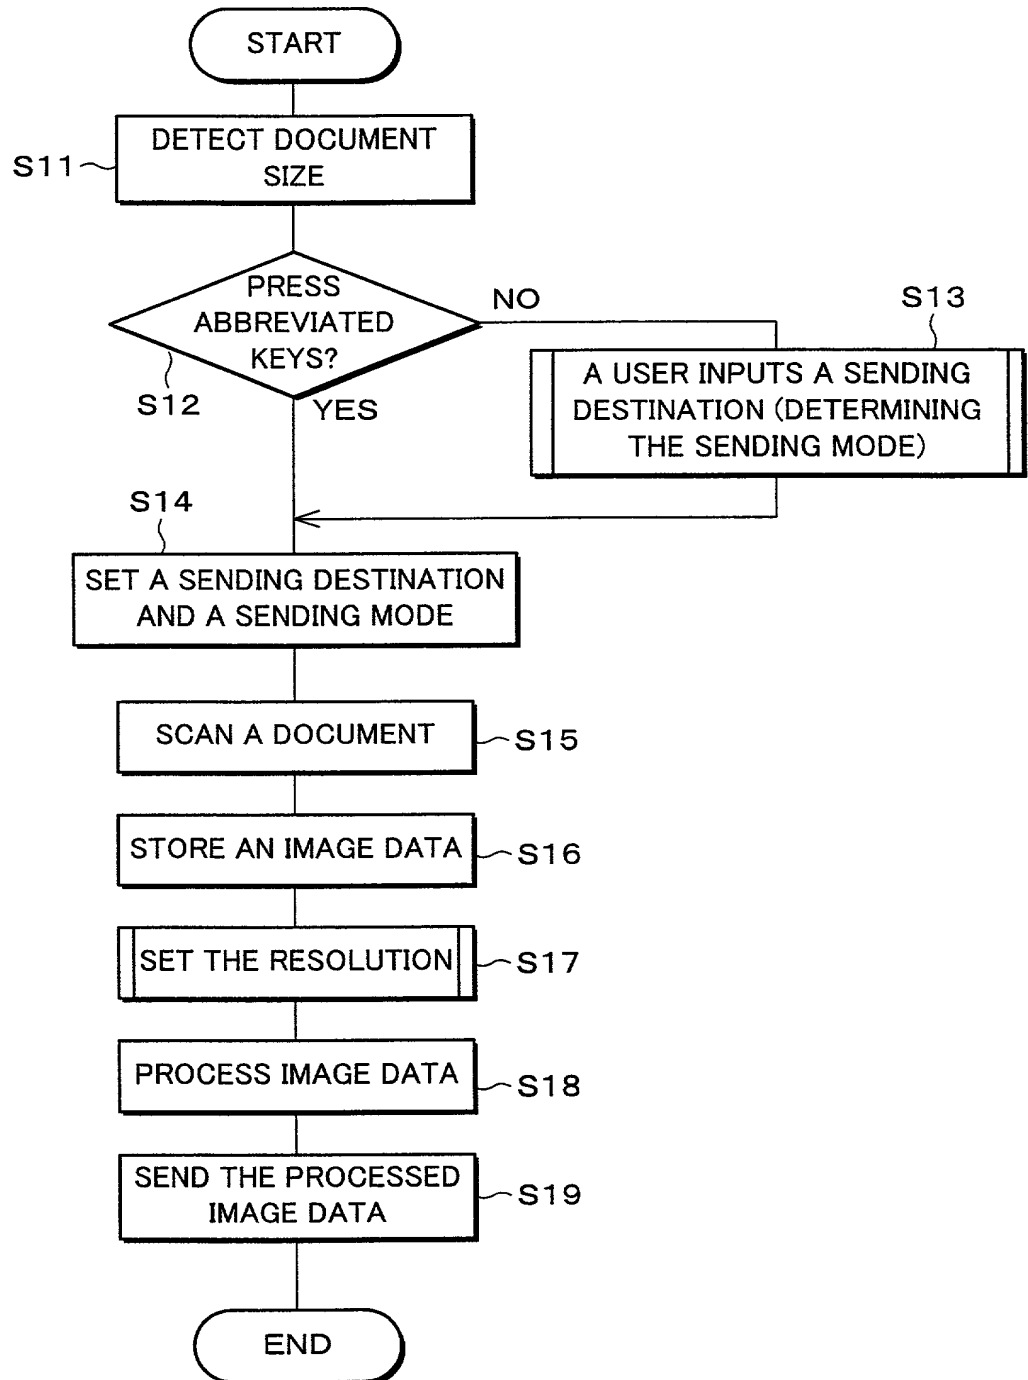 START
DETECT DOCUMENT
SIZE
S11
PRESS
ABBREVIATED
KEYS?
S12
NO
YES
S13
A USER INPUTS A SENDING
DESTINATION (DETERMINING
THE SENDING MODE)
S14
SET A SENDING DESTINATION
AND A SENDING MODE
SCAN A DOCUMENT
S15
STORE AN IMAGE DATA
S16
SET THE RESOLUTION
S17
PROCESS IMAGE DATA
S18
SEND THE PROCESSED
IMAGE DATA
S19
END